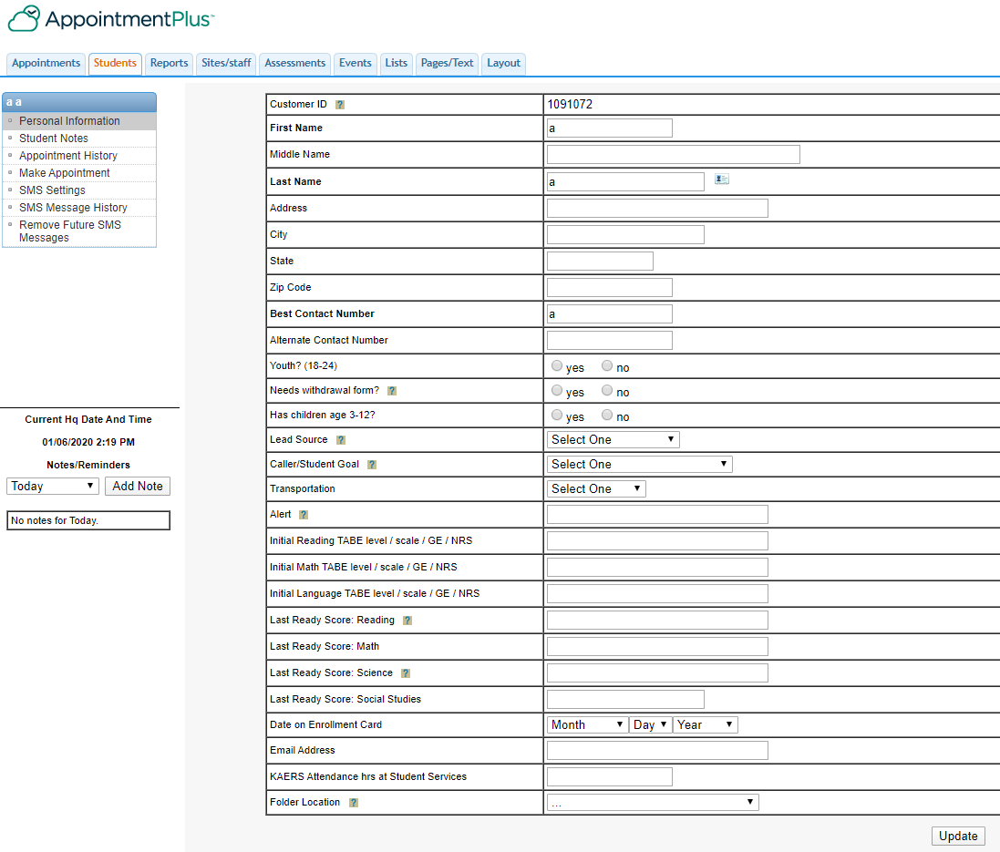 AppointmentPlus™
Appointments Students Reports Sites/staff Assessments Events Lists Pages/Text Layout
a a
Personal Information
Student Notes
Appointment History
Make Appointment
SMS Settings
SMS Message History
Remove Future SMS
Messages
Current Hq Date And Time
01/06/2020 2:19 PM
Notes/Reminders
Today Add Note
No notes for Today.
Customer ID ? 1091072
First Name a
Middle Name
Last Name a
Address
City
State
Zip Code
Best Contact Number a
Alternate Contact Number
Youth? (18-24) yes no
Needs withdrawal form? ? yes no
Has children age 3-12? yes no
Lead Source ? Select One
Caller/Student Goal ? Select One
Transportation Select One
Alert ?
Initial Reading TABE level / scale / GE / NRS
Initial Math TABE level / scale / GE / NRS
Initial Language TABE level / scale / GE / NRS
Last Ready Score: Reading ?
Last Ready Score: Math
Last Ready Score: Science ?
Last Ready Score: Social Studies
Date on Enrollment Card Month Day Year
Email Address
KAERS Attendance hrs at Student Services
Folder Location ? ...
Update